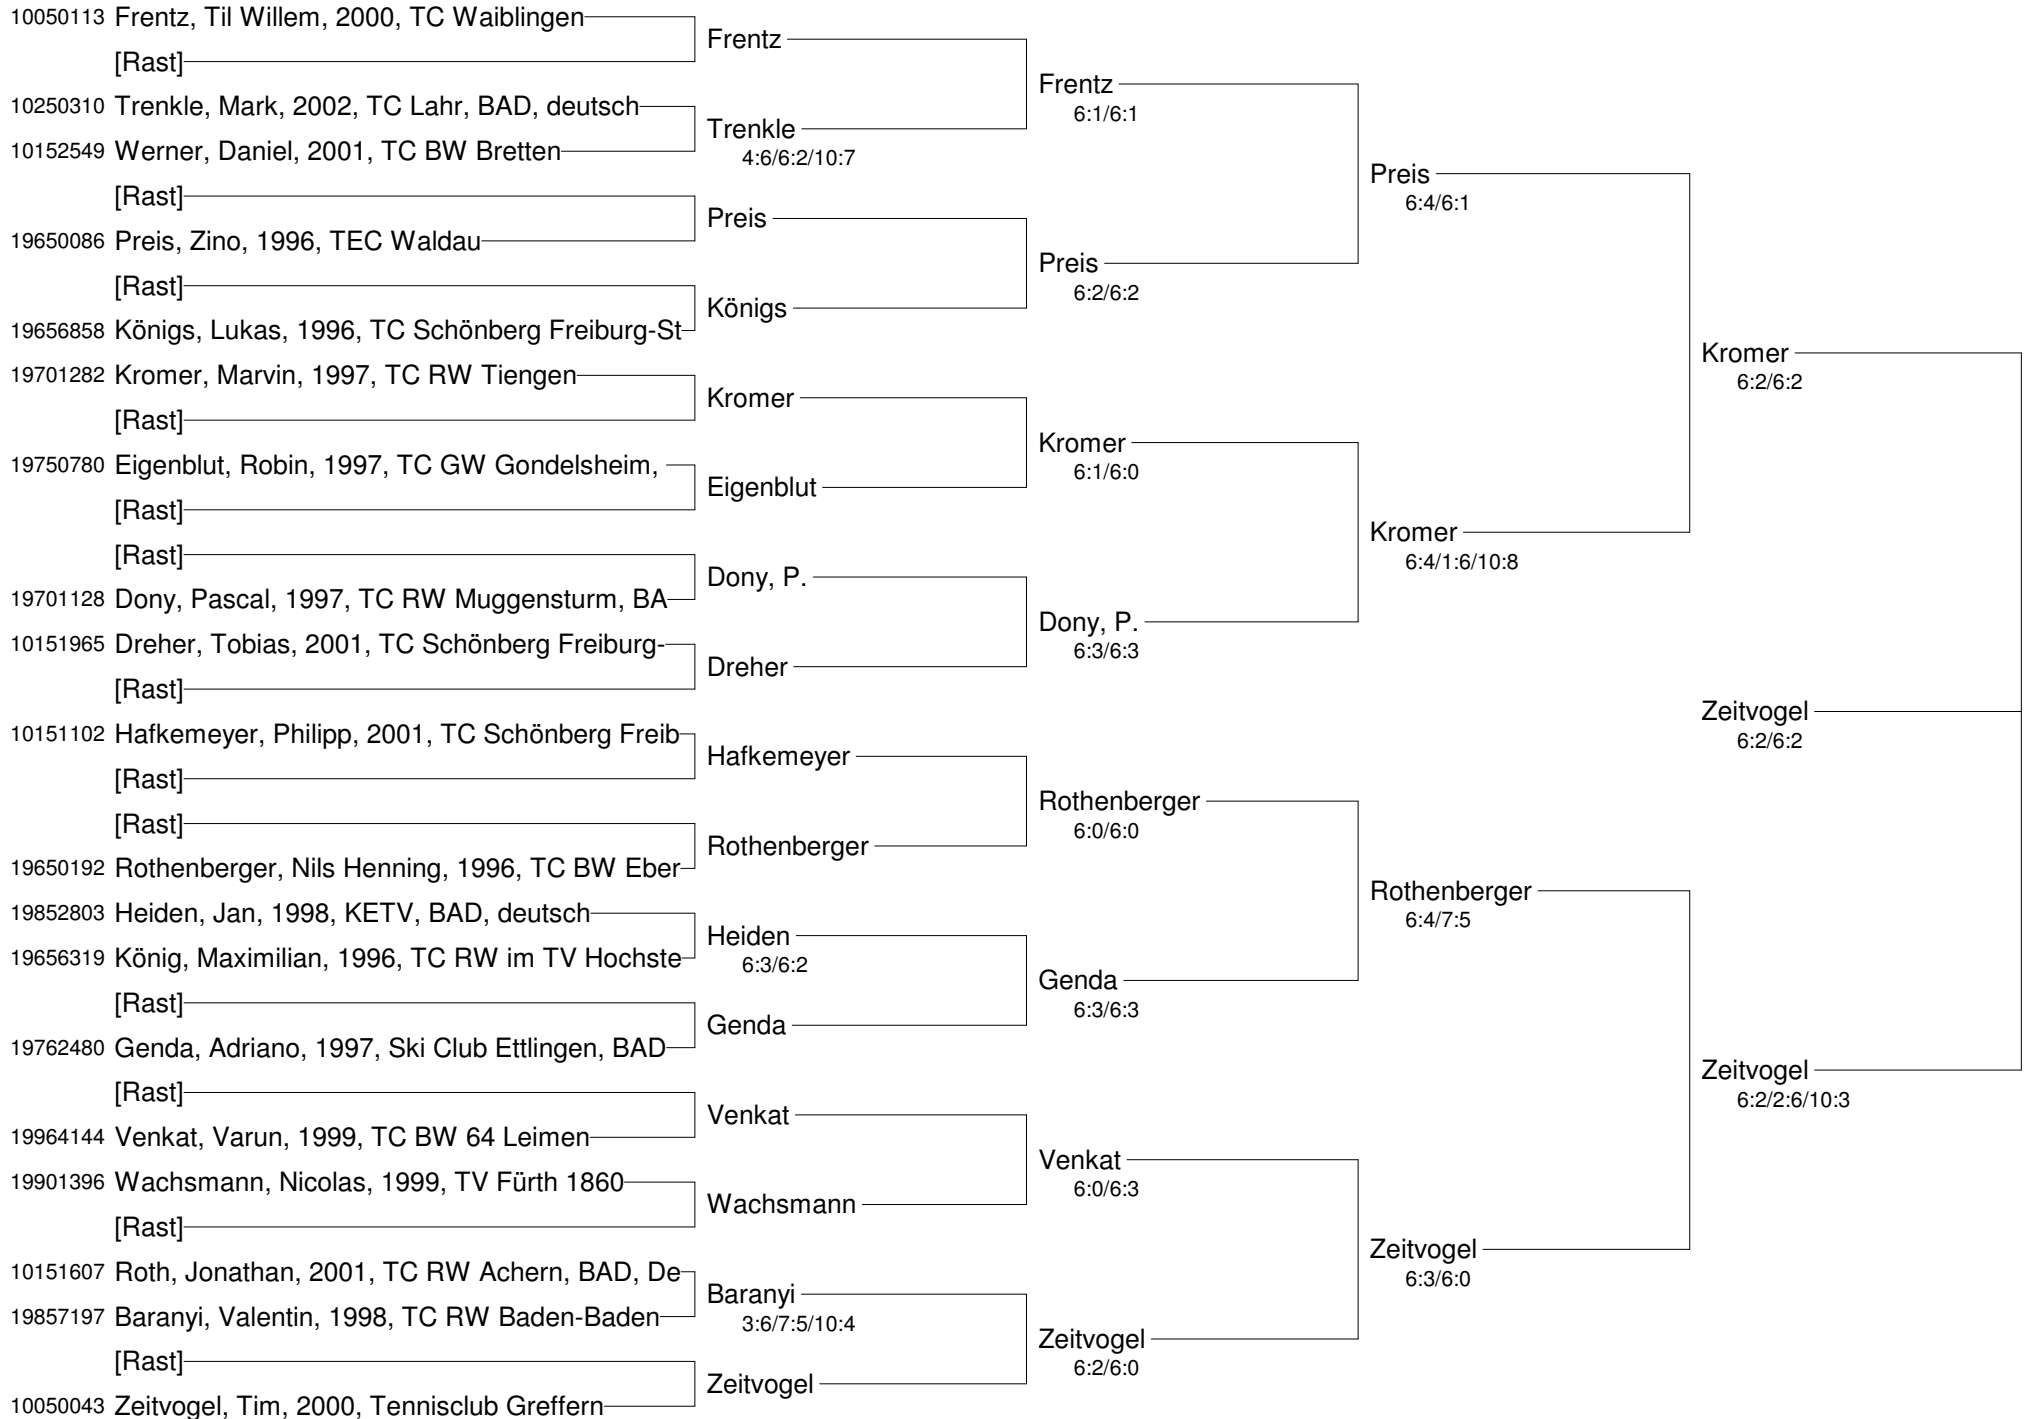 10050113 Frentz, Til Willem, 2000, TC Waiblingen
[Rast]
10250310 Trenkle, Mark, 2002, TC Lahr, BAD, deutsch
10152549 Werner, Daniel, 2001, TC BW Bretten
[Rast]
19650086 Preis, Zino, 1996, TEC Waldau
[Rast]
19656858 Königs, Lukas, 1996, TC Schönberg Freiburg-St
19701282 Kromer, Marvin, 1997, TC RW Tiengen
[Rast]
19750780 Eigenblut, Robin, 1997, TC GW Gondelsheim,
[Rast]
[Rast]
19701128 Dony, Pascal, 1997, TC RW Muggensturm, BA
10151965 Dreher, Tobias, 2001, TC Schönberg Freiburg-
[Rast]
10151102 Hafkemeyer, Philipp, 2001, TC Schönberg Freib
[Rast]
[Rast]
19650192 Rothenberger, Nils Henning, 1996, TC BW Eber
19852803 Heiden, Jan, 1998, KETV, BAD, deutsch
19656319 König, Maximilian, 1996, TC RW im TV Hochste
[Rast]
19762480 Genda, Adriano, 1997, Ski Club Ettlingen, BAD
[Rast]
19964144 Venkat, Varun, 1999, TC BW 64 Leimen
19901396 Wachsmann, Nicolas, 1999, TV Fürth 1860
[Rast]
10151607 Roth, Jonathan, 2001, TC RW Achern, BAD, De
19857197 Baranyi, Valentin, 1998, TC RW Baden-Baden
[Rast]
10050043 Zeitvogel, Tim, 2000, Tennisclub Greffern
Frentz
Trenkle
4:6/6:2/10:7
Preis
Königs
Kromer
Eigenblut
Dony, P.
Dreher
Hafkemeyer
Rothenberger
Heiden
6:3/6:2
Genda
Venkat
Wachsmann
Baranyi
3:6/7:5/10:4
Zeitvogel
Frentz
6:1/6:1
Preis
6:2/6:2
Kromer
6:1/6:0
Dony, P.
6:3/6:3
Rothenberger
6:0/6:0
Genda
6:3/6:3
Venkat
6:0/6:3
Zeitvogel
6:2/6:0
Preis
6:4/6:1
Kromer
6:4/1:6/10:8
Rothenberger
6:4/7:5
Zeitvogel
6:3/6:0
Kromer
6:2/6:2
Zeitvogel
6:2/6:2
Zeitvogel
6:2/2:6/10:3